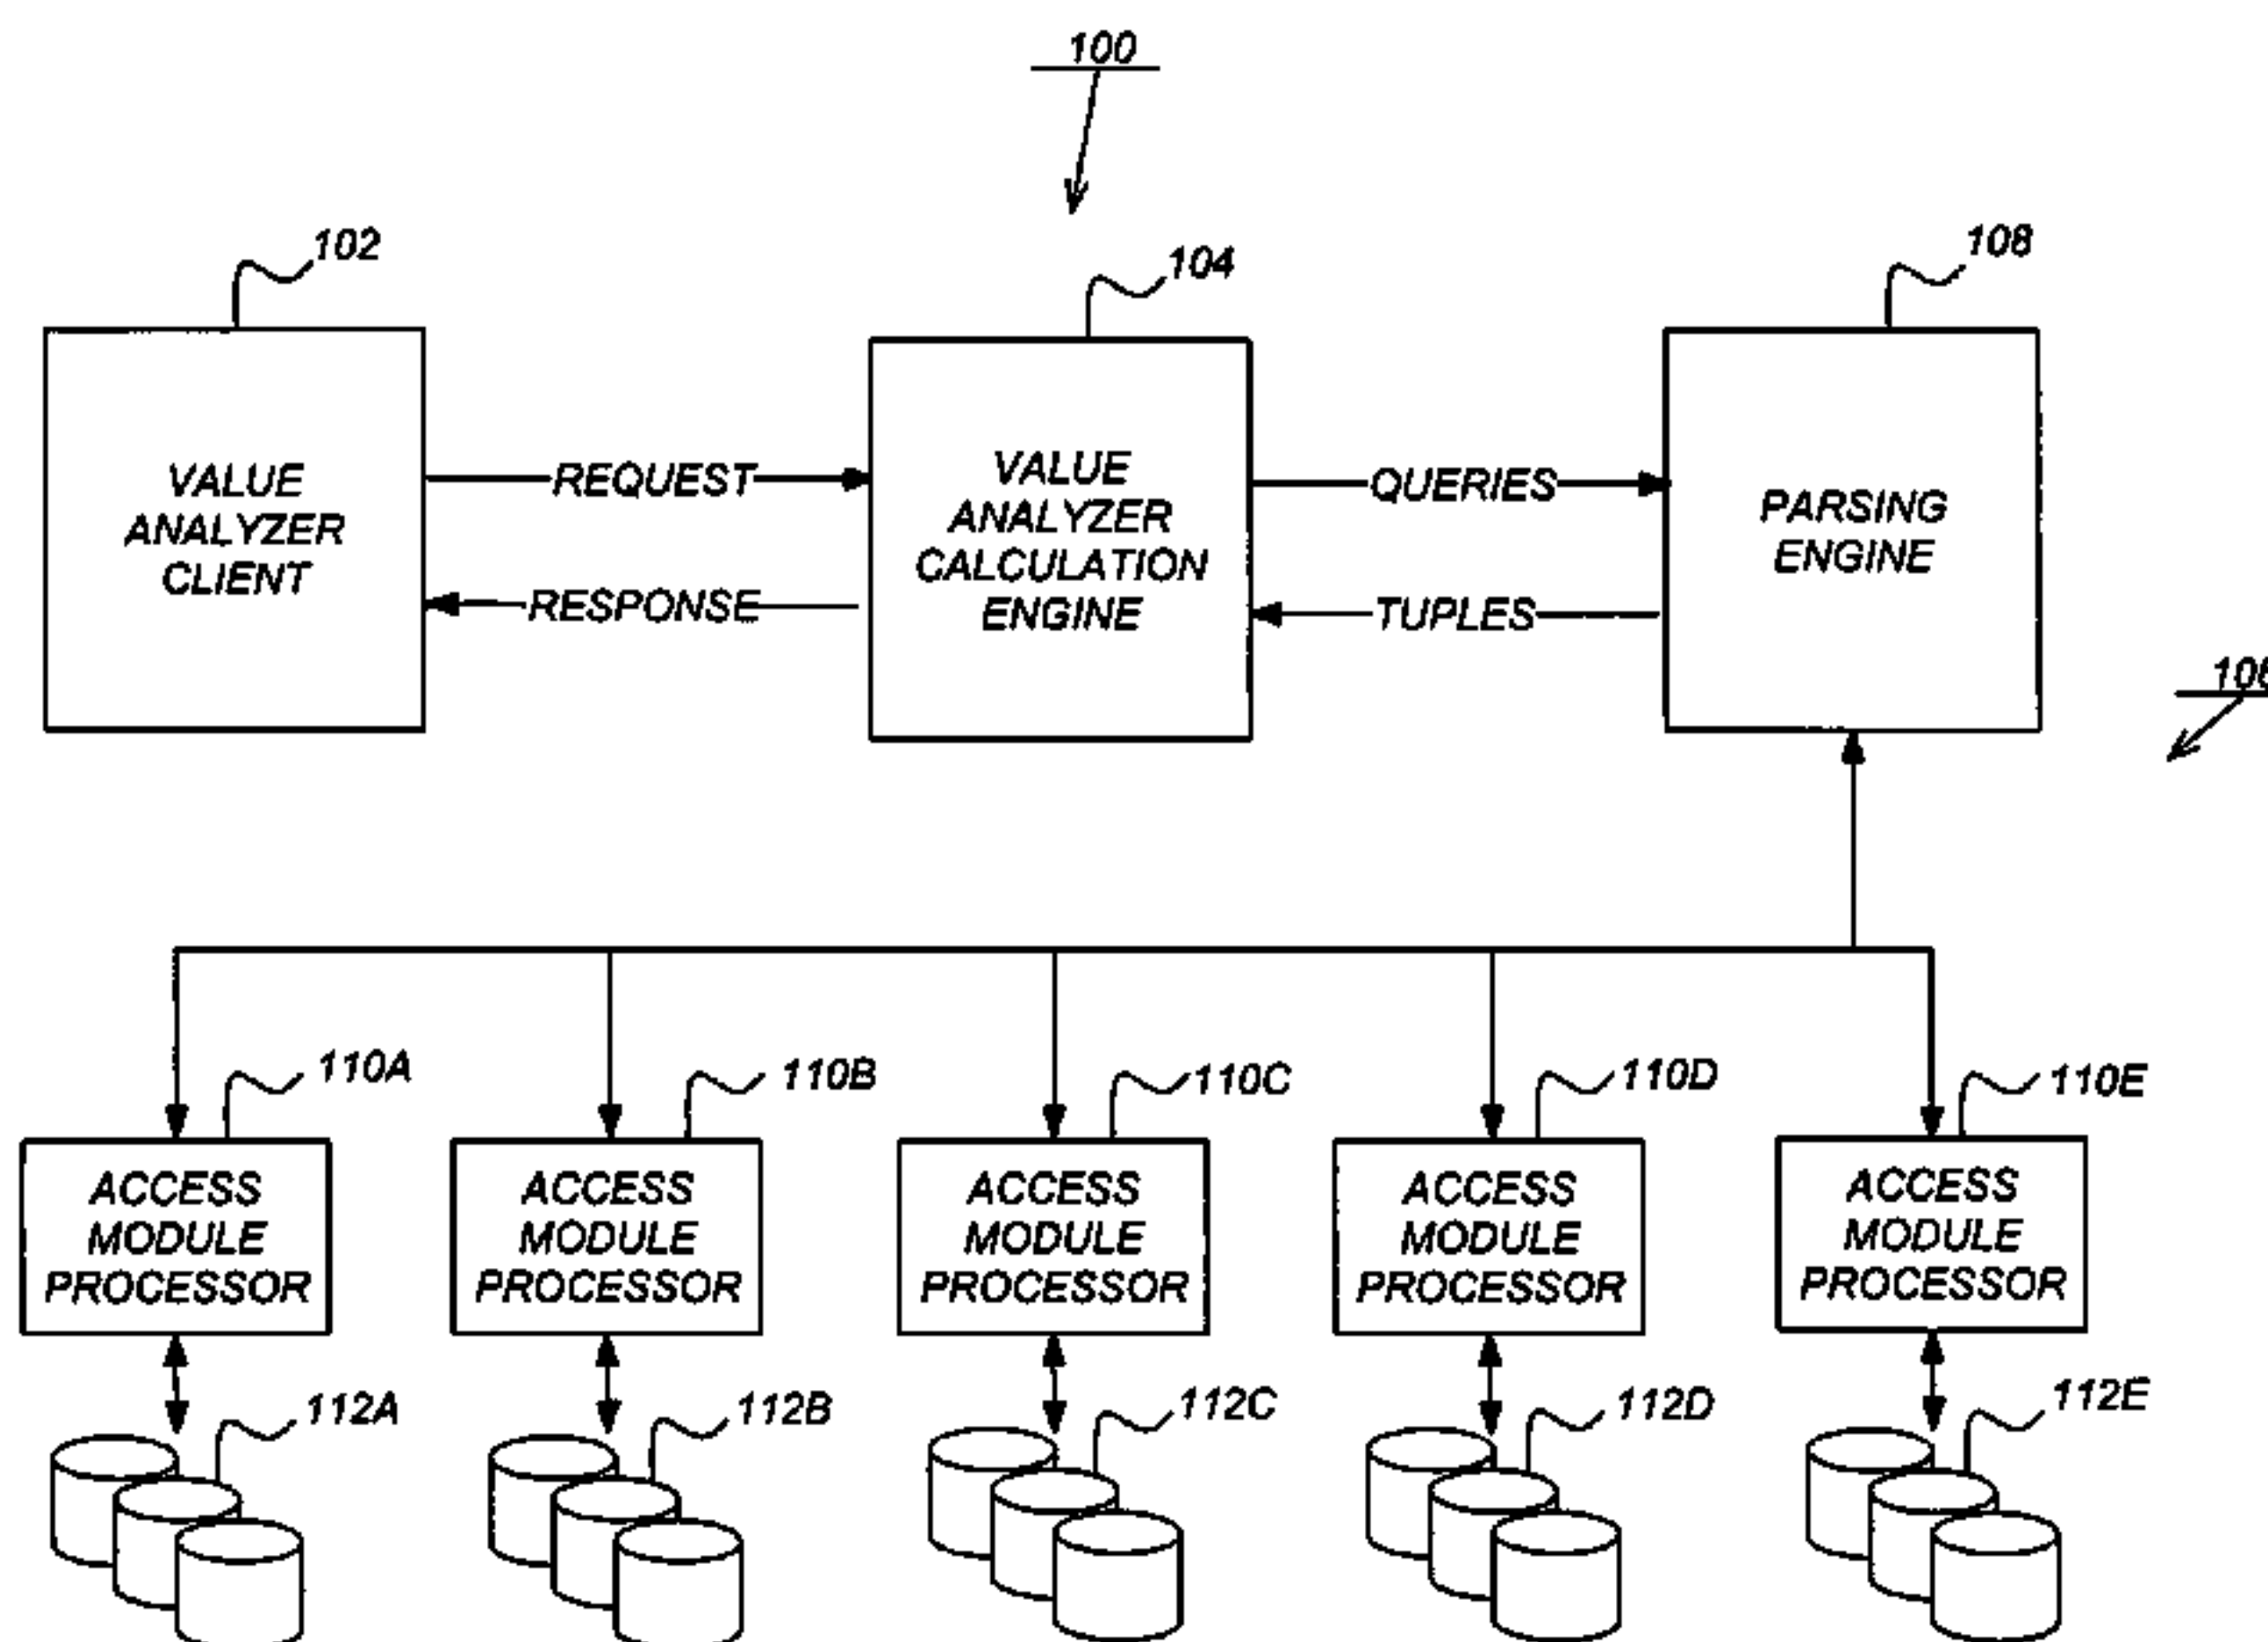 100
102
104
108
VALUE
ANALYZER
CLIENT
REQUEST
RESPONSE
VALUE
ANALYZER
CALCULATION
ENGINE
QUERIES
TUPLES
PARSING
ENGINE
110A
110B
110C
110D
110E
ACCESS
MODULE
PROCESSOR
ACCESS
MODULE
PROCESSOR
ACCESS
MODULE
PROCESSOR
ACCESS
MODULE
PROCESSOR
ACCESS
MODULE
PROCESSOR
112A
112B
112C
112D
112E